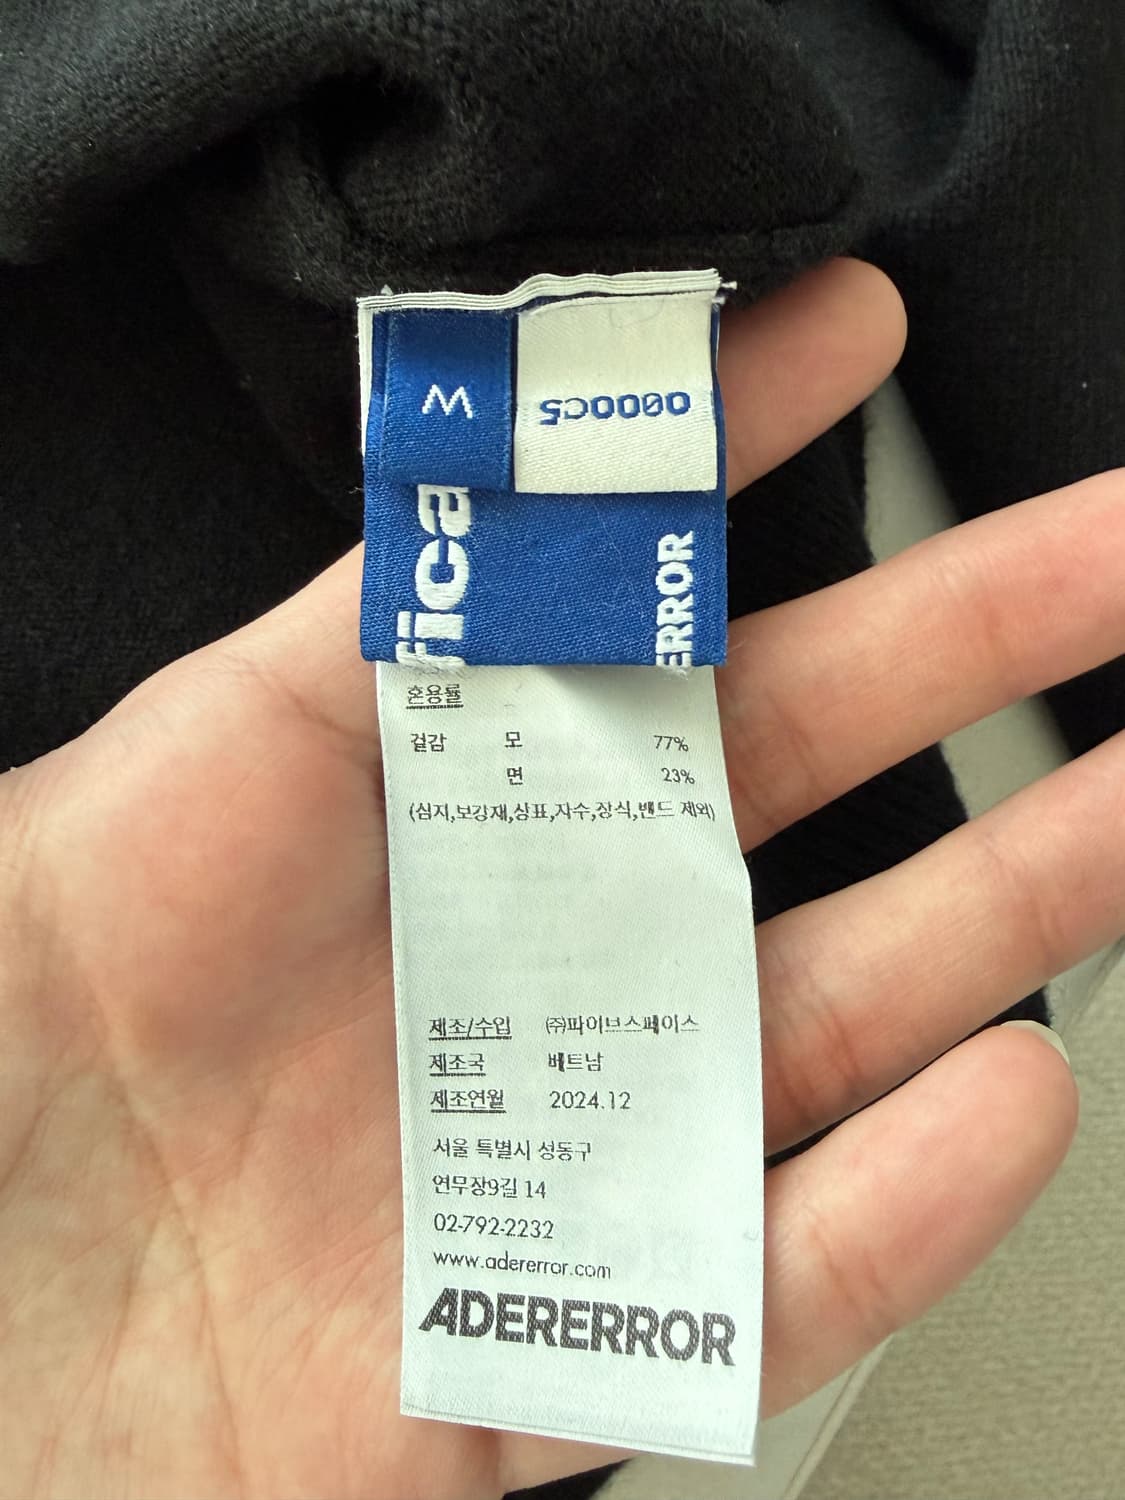 W
0000C5
fica
ERROR
혼용률
겉감 모 77%
면 23%
(심지,보강재,상표,자수,장식,밴드 제외)
제조/수입 ㈜파이브스페이스
제조국 베트남
제조연월 2024.12
서울 특별시 성동구
연무장9길 14
02-792-2232
www.adererror.com
ADERERROR